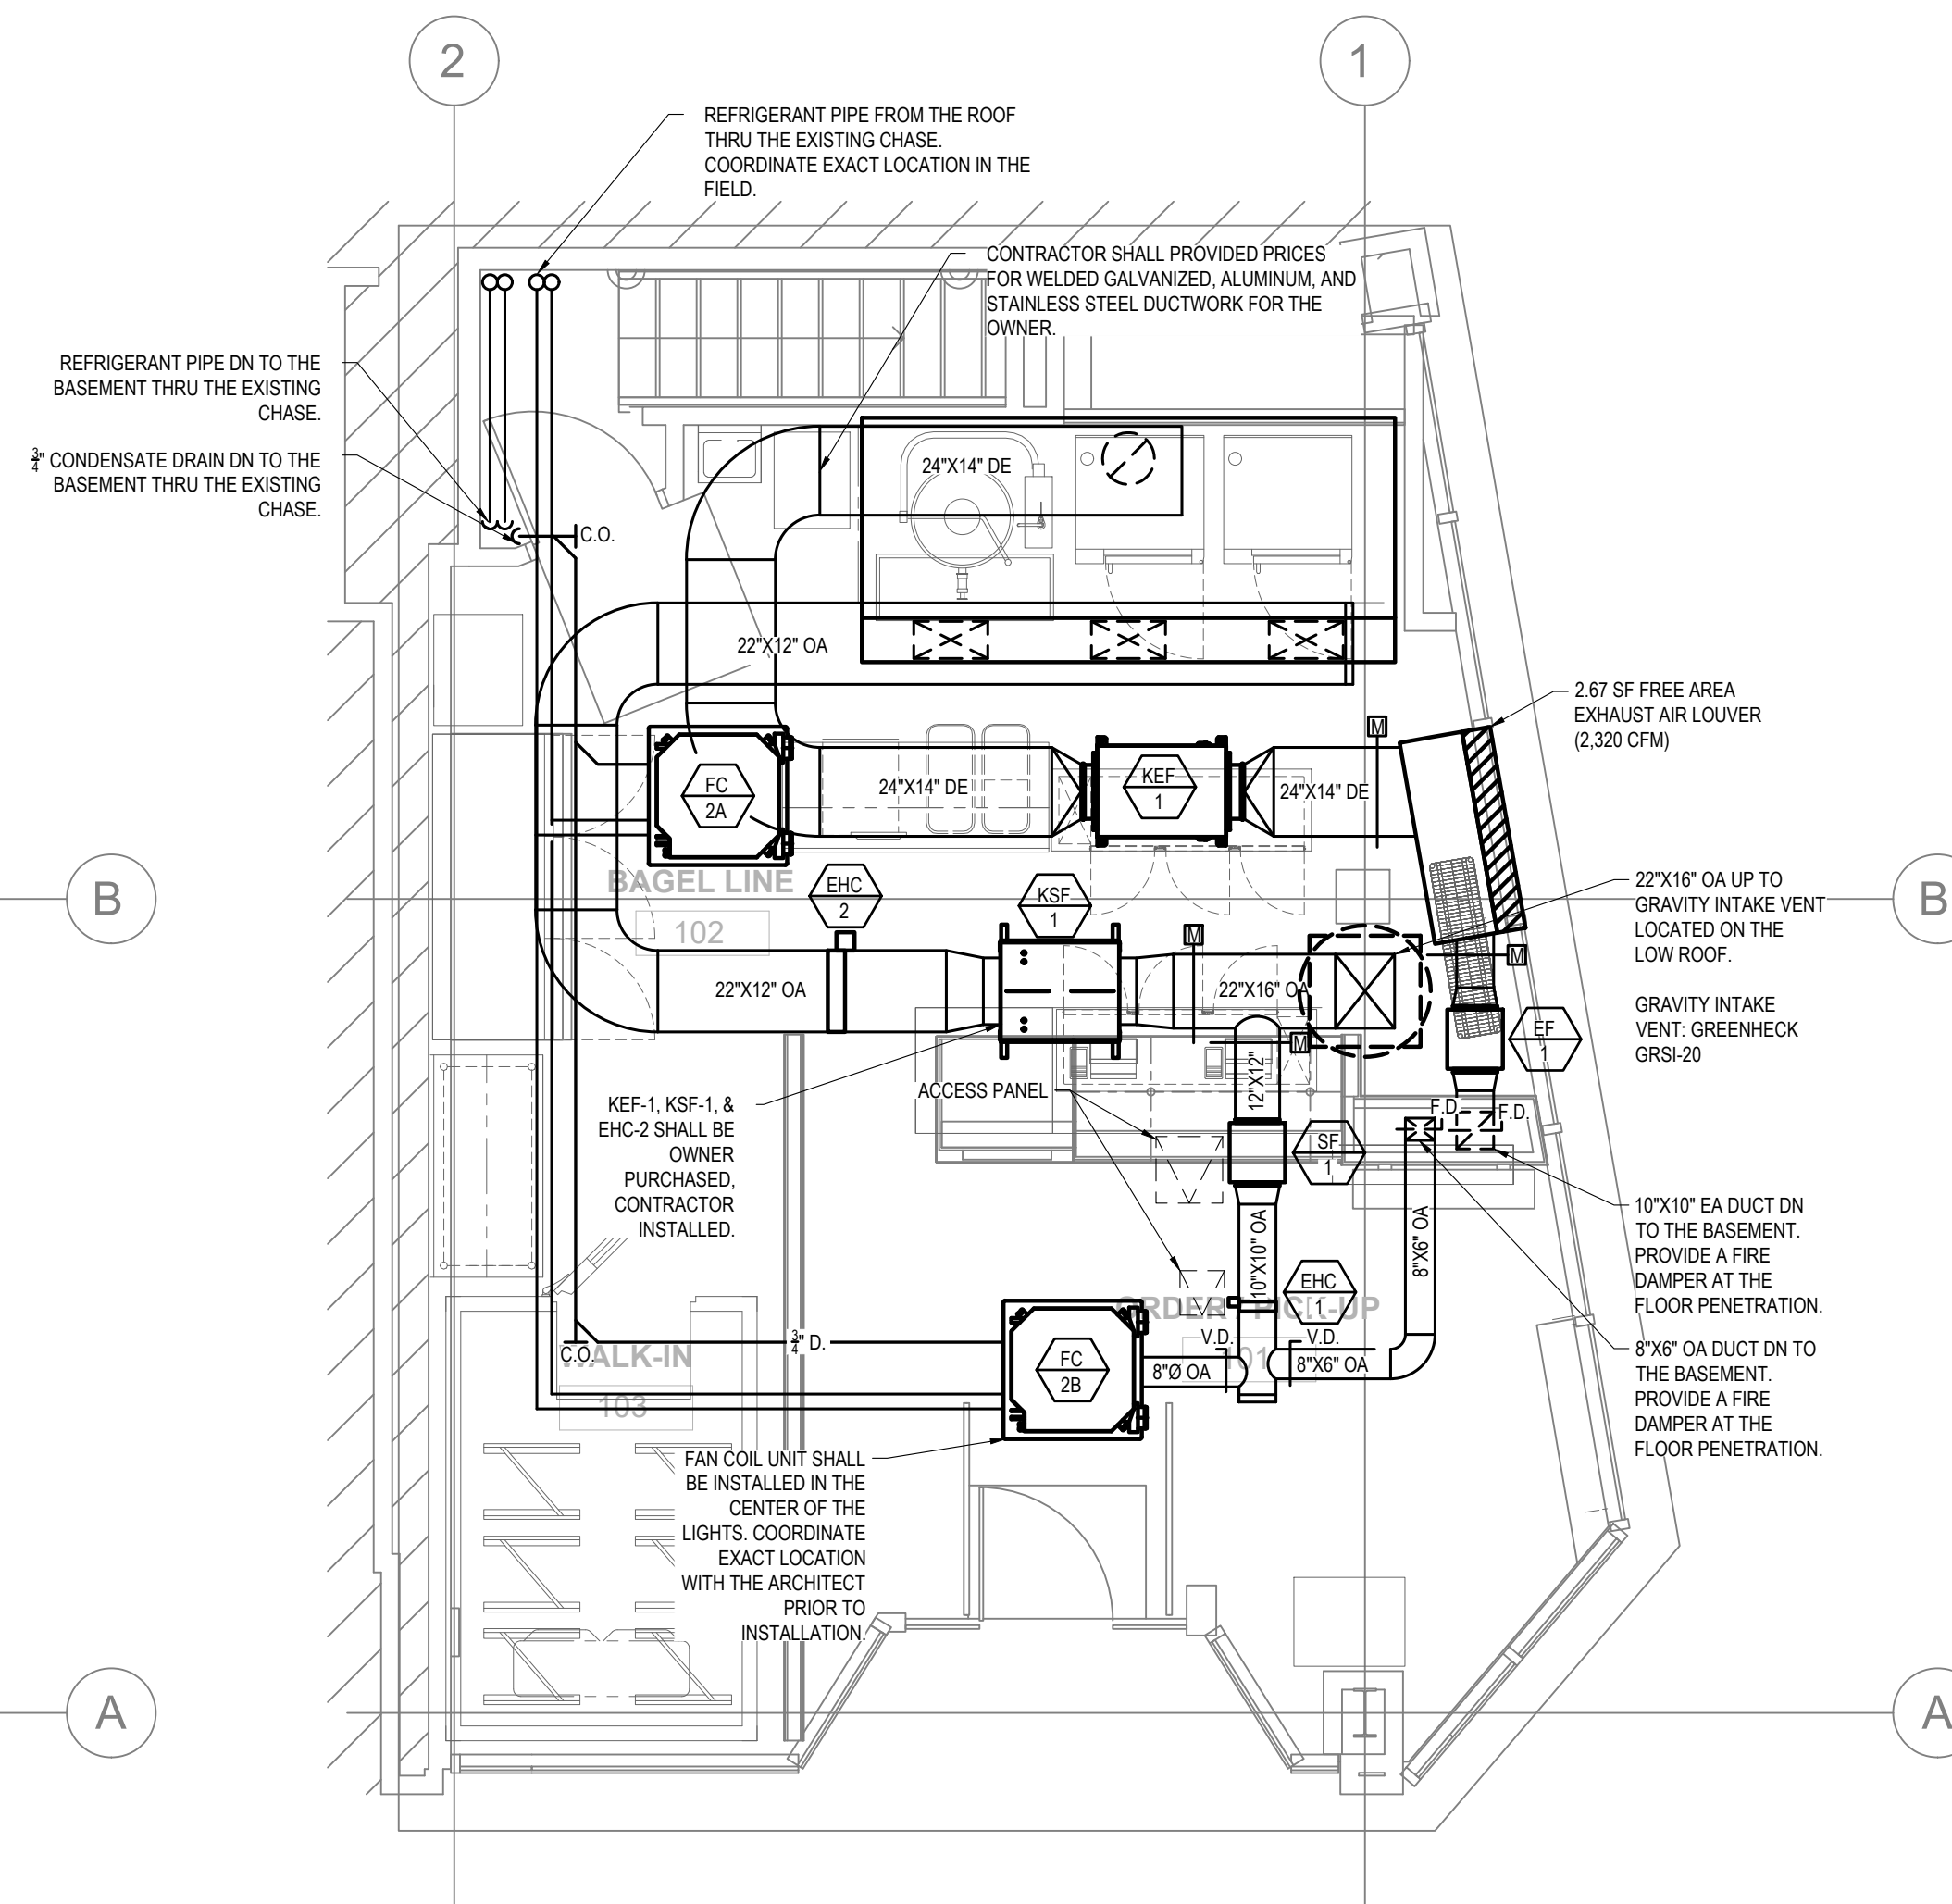 2
1
REFRIGERANT PIPE FROM THE ROOF
THRU THE EXISTING CHASE.
COORDINATE EXACT LOCATION IN THE
FIELD.
CONTRACTOR SHALL PROVIDED PRICES
FOR WELDED GALVANIZED, ALUMINUM, AND
STAINLESS STEEL DUCTWORK FOR THE
OWNER.
REFRIGERANT PIPE DN TO THE
BASEMENT THRU THE EXISTING
CHASE.
3/4" CONDENSATE DRAIN DN TO THE
BASEMENT THRU THE EXISTING
CHASE.
C.O.
24"X14" DE
22"X12" OA
2.67 SF FREE AREA
EXHAUST AIR LOUVER
(2,320 CFM)
M
FC
2A
24"X14" DE
KEF
1
24"X14" DE
BAGEL LINE
102
EHC
2
KSF
1
B
B
22"X16" OA UP TO
GRAVITY INTAKE VENT
LOCATED ON THE
LOW ROOF.
GRAVITY INTAKE
VENT: GREENHECK
GRSI-20
M
M
22"X12" OA
22"X16" OA
M
EF
1
12"X12"
ACCESS PANEL
KEF-1, KSF-1, &
EHC-2 SHALL BE
OWNER
PURCHASED,
CONTRACTOR
INSTALLED.
F.D.
F.D.
SF
1
10"X10" EA DUCT DN
TO THE BASEMENT.
PROVIDE A FIRE
DAMPER AT THE
FLOOR PENETRATION.
10"X10" OA
8"X6" OA
EHC
1
ORDER / PICK-UP
101
8"X6" OA DUCT DN TO
THE BASEMENT.
PROVIDE A FIRE
DAMPER AT THE
FLOOR PENETRATION.
V.D.
V.D.
C.O.
3/4" D.
WALK-IN
103
FC
2B
8"Ø OA
8"X6" OA
FAN COIL UNIT SHALL
BE INSTALLED IN THE
CENTER OF THE
LIGHTS. COORDINATE
EXACT LOCATION
WITH THE ARCHITECT
PRIOR TO
INSTALLATION.
A
A